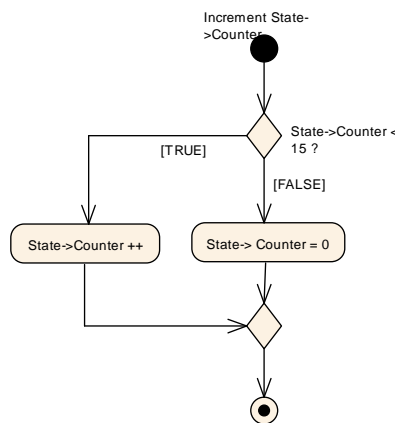 Increment State-
>Counter
State->Counter <
15 ?
[TRUE]
[FALSE]
State->Counter ++
State-> Counter = 0